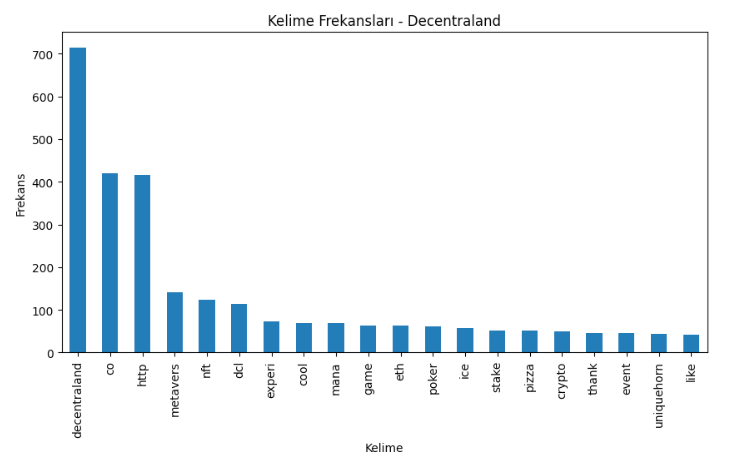 Kelime Frekansları - Decentraland
Frekans
700
600
500
400
300
200
100
0
decentraland
co
http
metavers
nft
dcl
experi
cool
mana
game
eth
poker
ice
stake
pizza
crypto
thank
event
uniquehorn
like
Kelime